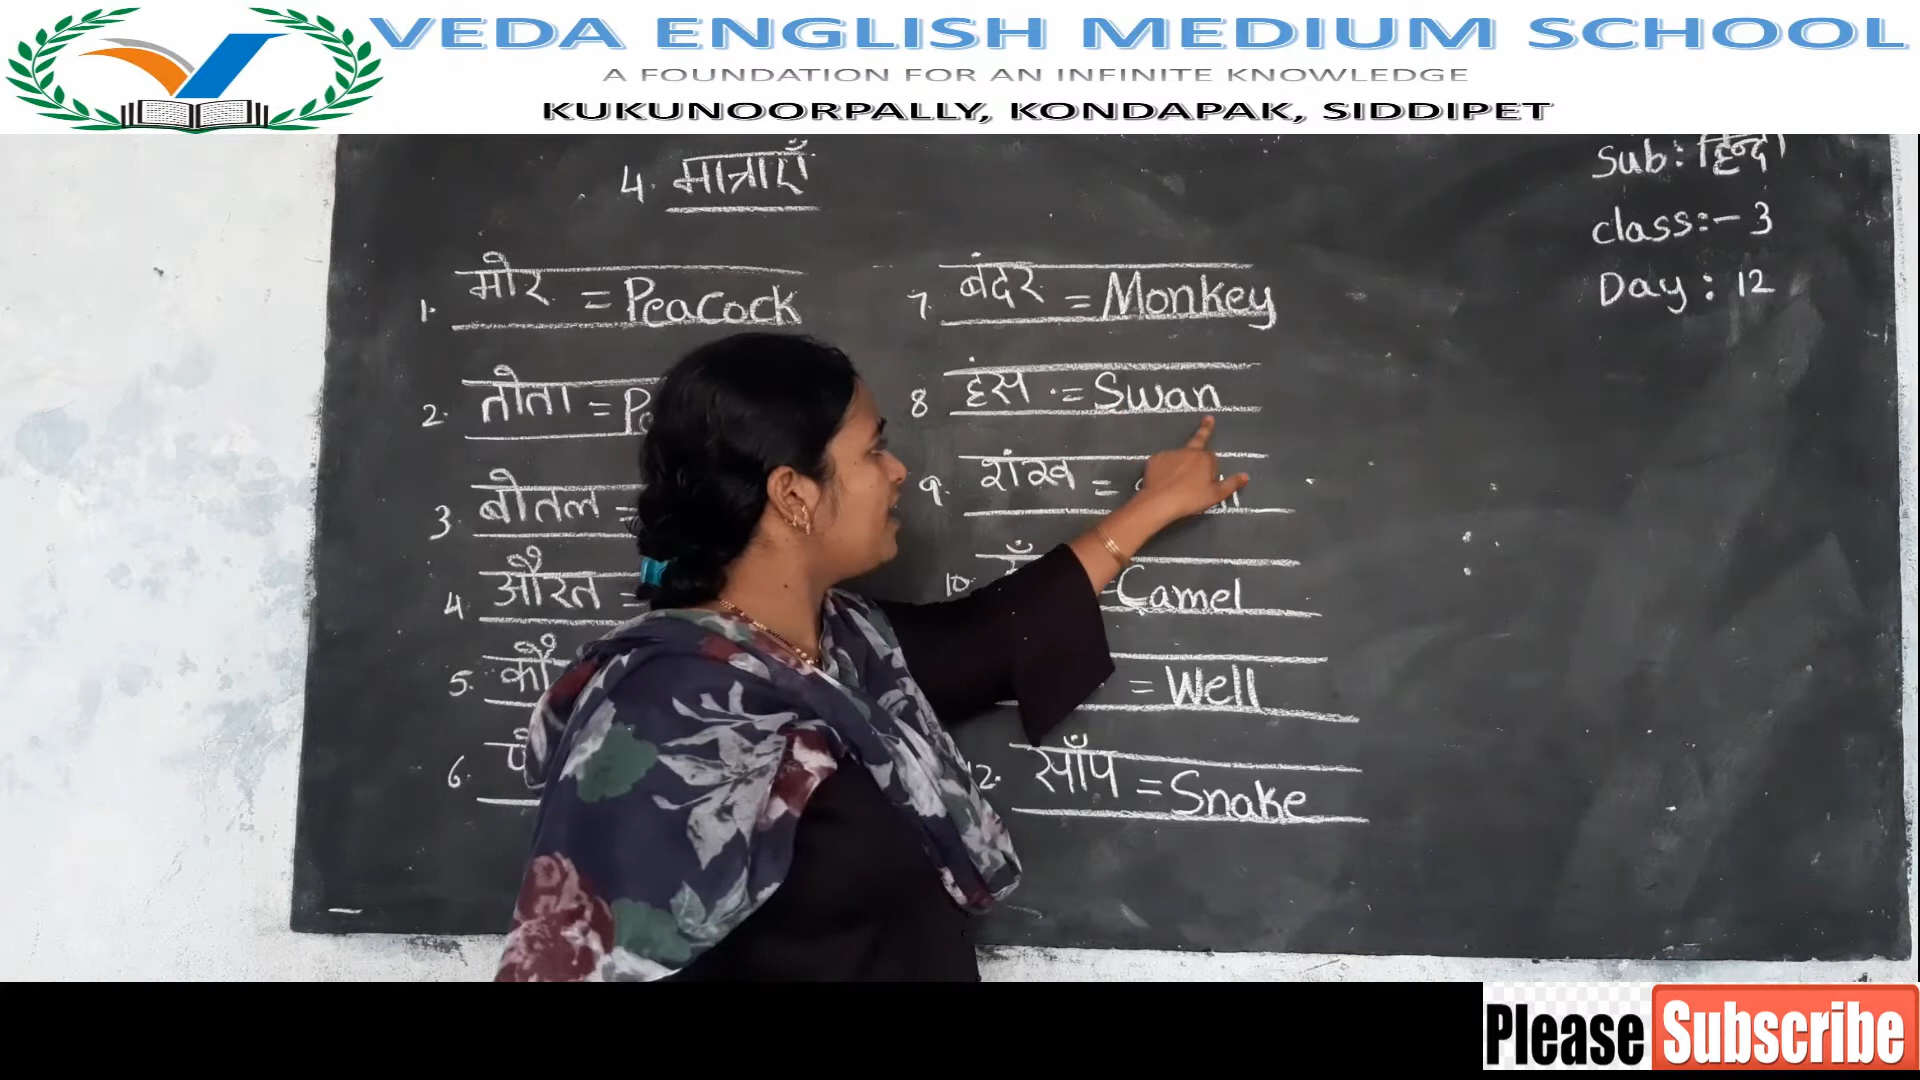 VEDA ENGLISH MEDIUM SCHOOL
A FOUNDATION FOR AN INFINITE KNOWLEDGE
KUKUNOORPALLY, KONDAPAK, SIDDIPET
4. मात्राएँ
Sub: हिन्दी
class:- 3
Day: 12
1. मोर = Peacock
2. तोता =
3. बोतल =
4 औरत =
5.
6.
7. बंदर = Monkey
8 हंस = Swan
9. शंख =
10. Camel
= Well
12. साँप = Snake
Please Subscribe